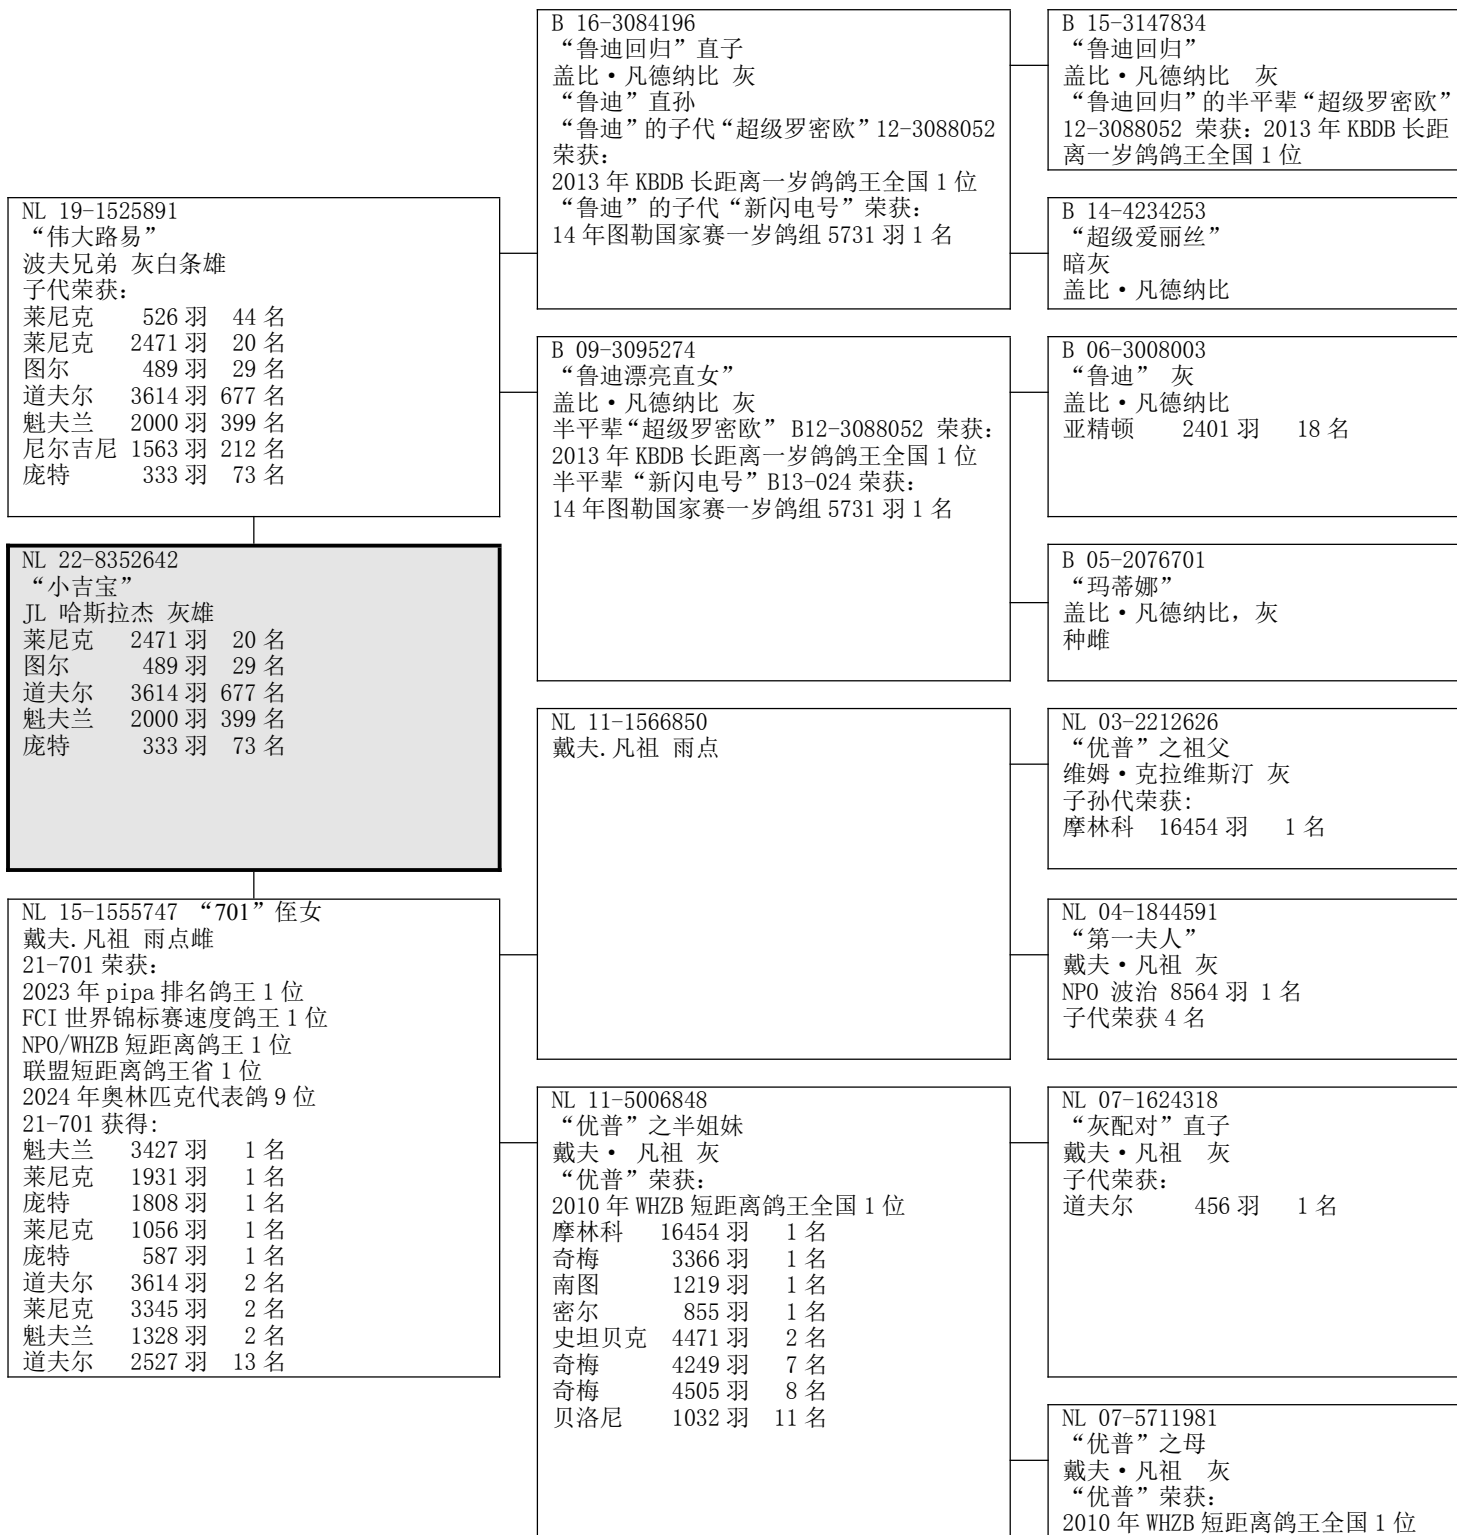 NL 19-1525891
“伟大路易”
波夫兄弟 灰白条雄
子代荣获：
莱尼克 526 羽 44 名
莱尼克 2471 羽 20 名
图尔 489 羽 29 名
道夫尔 3614 羽 677 名
魁夫兰 2000 羽 399 名
尼尔吉尼 1563 羽 212 名
庞特 333 羽 73 名
NL 22-8352642
“小吉宝”
JL 哈斯拉杰 灰雄
莱尼克 2471 羽 20 名
图尔 489 羽 29 名
道夫尔 3614 羽 677 名
魁夫兰 2000 羽 399 名
庞特 333 羽 73 名
NL 15-1555747 “701”侄女
戴夫.凡祖 雨点雌
21-701 荣获：
2023 年 pipa 排名鸽王 1 位
FCI 世界锦标赛速度鸽王 1 位
NPO/WHZB 短距离鸽王 1 位
联盟短距离鸽王省 1 位
2024 年奥林匹克代表鸽 9 位
21-701 获得：
魁夫兰 3427 羽 1 名
莱尼克 1931 羽 1 名
庞特 1808 羽 1 名
莱尼克 1056 羽 1 名
庞特 587 羽 1 名
道夫尔 3614 羽 2 名
莱尼克 3345 羽 2 名
魁夫兰 1328 羽 2 名
道夫尔 2527 羽 13 名
B 16-3084196
“鲁迪回归”直子
盖比·凡德纳比 灰
“鲁迪”直孙
“鲁迪”的子代“超级罗密欧”12-3088052
荣获：
2013 年 KBDB 长距离一岁鸽鸽王全国 1 位
“鲁迪”的子代“新闪电号”荣获：
14 年图勒国家赛一岁鸽组 5731 羽 1 名
B 09-3095274
“鲁迪漂亮直女”
盖比·凡德纳比 灰
半平辈“超级罗密欧” B12-3088052 荣获：
2013 年 KBDB 长距离一岁鸽鸽王全国 1 位
半平辈“新闪电号”B13-024 荣获：
14 年图勒国家赛一岁鸽组 5731 羽 1 名
NL 11-1566850
戴夫.凡祖 雨点
NL 11-5006848
“优普”之半姐妹
戴夫· 凡祖 灰
“优普”荣获：
2010 年 WHZB 短距离鸽王全国 1 位
摩林科 16454 羽 1 名
奇梅 3366 羽 1 名
南图 1219 羽 1 名
密尔 855 羽 1 名
史坦贝克 4471 羽 2 名
奇梅 4249 羽 7 名
奇梅 4505 羽 8 名
贝洛尼 1032 羽 11 名
B 15-3147834
“鲁迪回归”
盖比·凡德纳比 灰
“鲁迪回归”的半平辈“超级罗密欧”
12-3088052 荣获：2013 年 KBDB 长距
离一岁鸽鸽王全国 1 位
B 14-4234253
“超级爱丽丝”
暗灰
盖比·凡德纳比
B 06-3008003
“鲁迪” 灰
盖比·凡德纳比
亚精顿 2401 羽 18 名
B 05-2076701
“玛蒂娜”
盖比·凡德纳比，灰
种雌
NL 03-2212626
“优普”之祖父
维姆·克拉维斯汀 灰
子孙代荣获：
摩林科 16454 羽 1 名
NL 04-1844591
“第一夫人”
戴夫·凡祖 灰
NPO 波治 8564 羽 1 名
子代荣获 4 名
NL 07-1624318
“灰配对”直子
戴夫·凡祖 灰
子代荣获：
道夫尔 456 羽 1 名
NL 07-5711981
“优普”之母
戴夫·凡祖 灰
“优普”荣获：
2010 年 WHZB 短距离鸽王全国 1 位